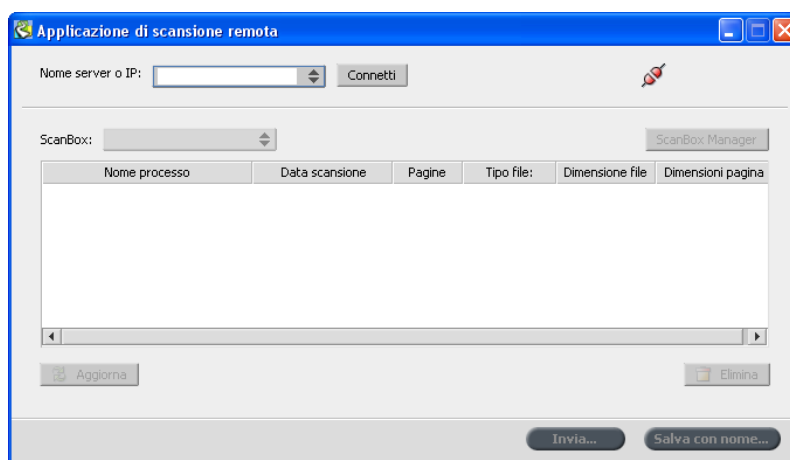 Applicazione di scansione remota
Nome server o IP: Connetti
ScanBox: ScanBox Manager
Nome processo Data scansione Pagine Tipo file: Dimensione file Dimensioni pagina
Aggiorna Elimina
Invia... Salva con nome...